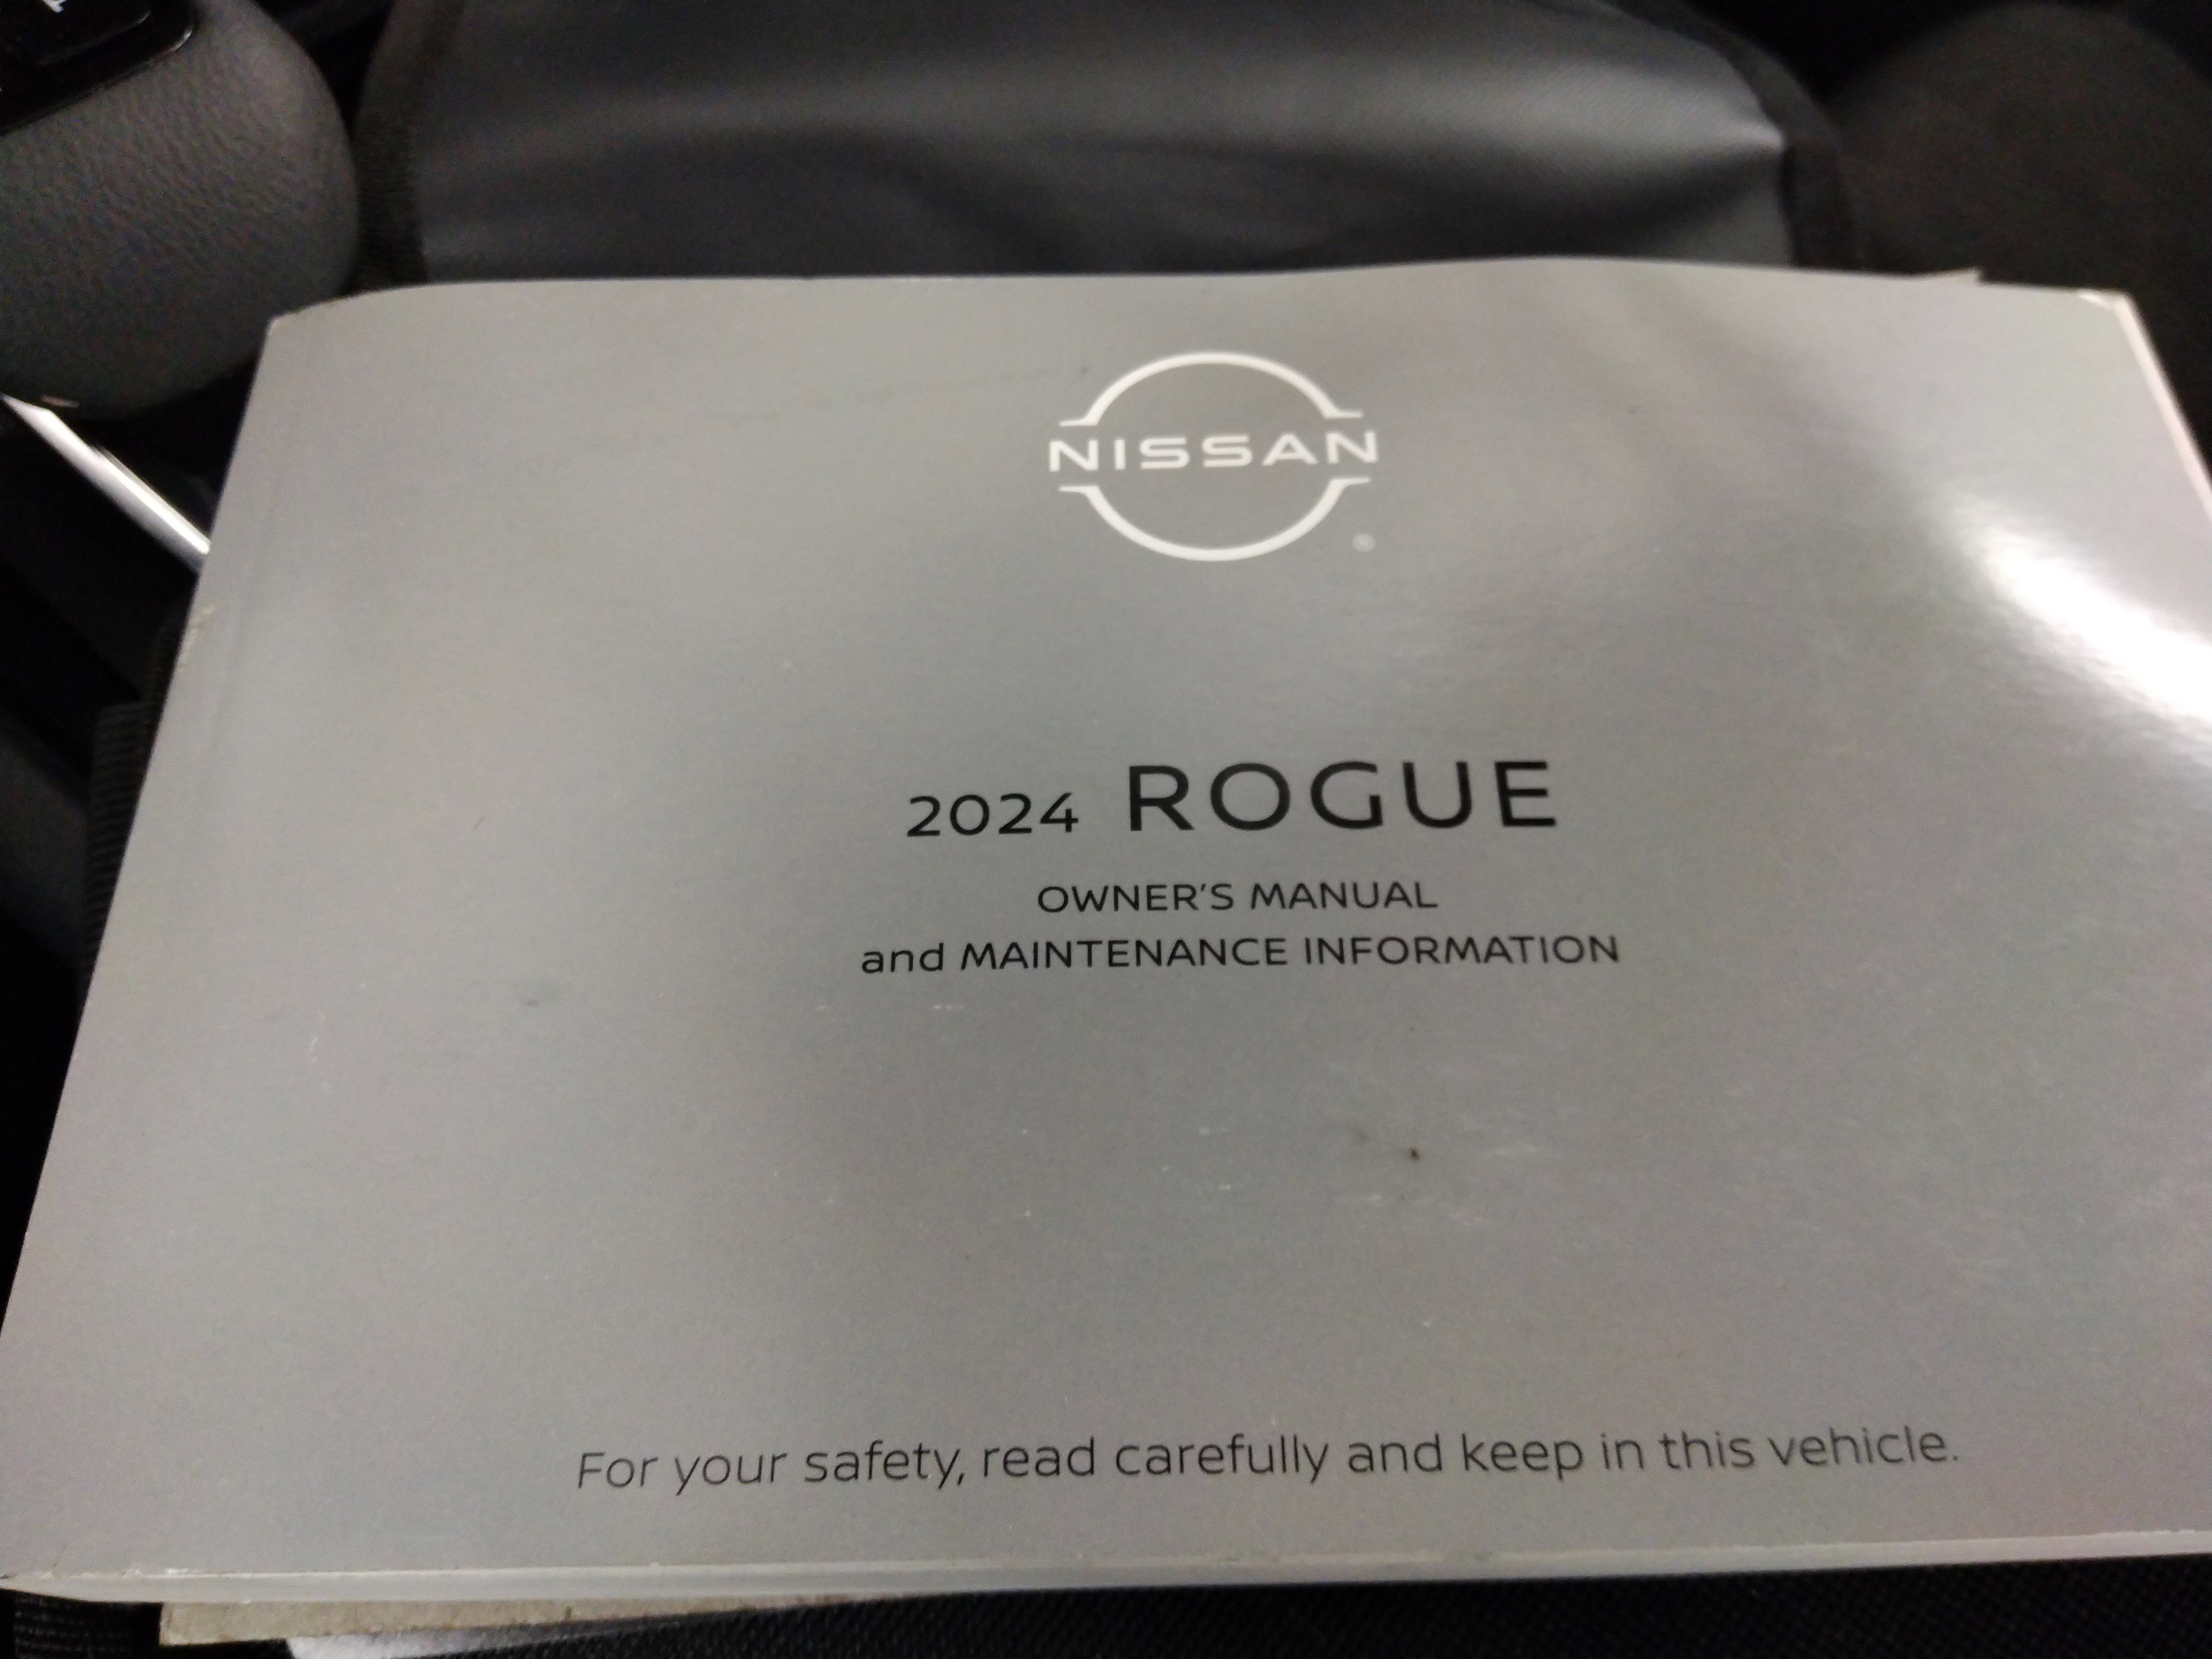 NISSAN
®
2024 ROGUE
OWNER'S MANUAL
and MAINTENANCE INFORMATION
For your safety, read carefully and keep in this vehicle.